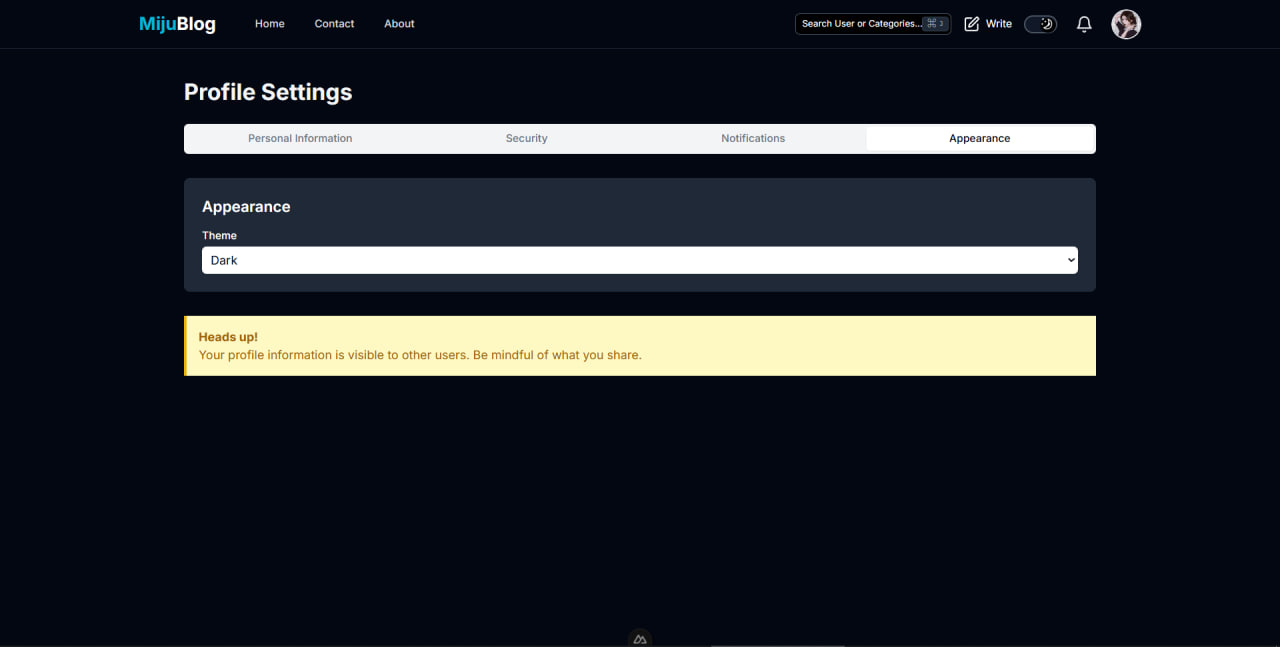 MijuBlog Home Contact About Search User or Categories... ⌘ J Write
Profile Settings
Personal Information Security Notifications Appearance
Appearance
Theme
Dark
Heads up!
Your profile information is visible to other users. Be mindful of what you share.